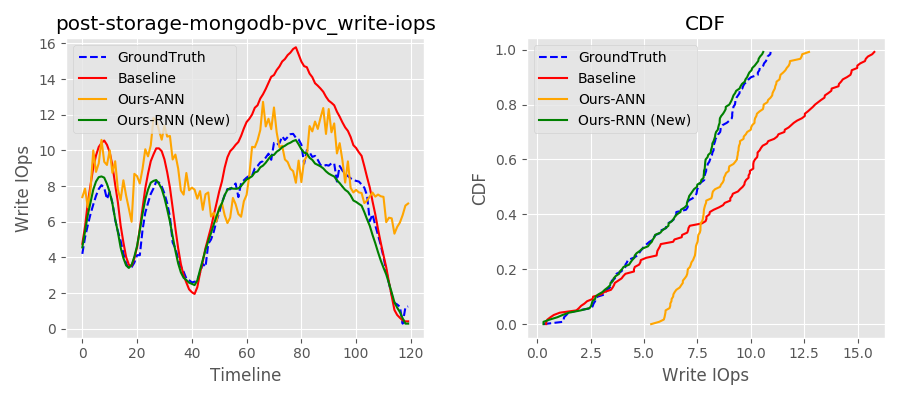 post-storage-mongodb-pvc_write-iops
GroundTruth
Baseline
Ours-ANN
Ours-RNN (New)
16
14
12
10
8
6
4
2
0
Write IOps
0
20
40
60
80
100
120
Timeline
CDF
GroundTruth
Baseline
Ours-ANN
Ours-RNN (New)
1.0
0.8
0.6
0.4
0.2
0.0
CDF
0.0
2.5
5.0
7.5
10.0
12.5
15.0
Write IOps